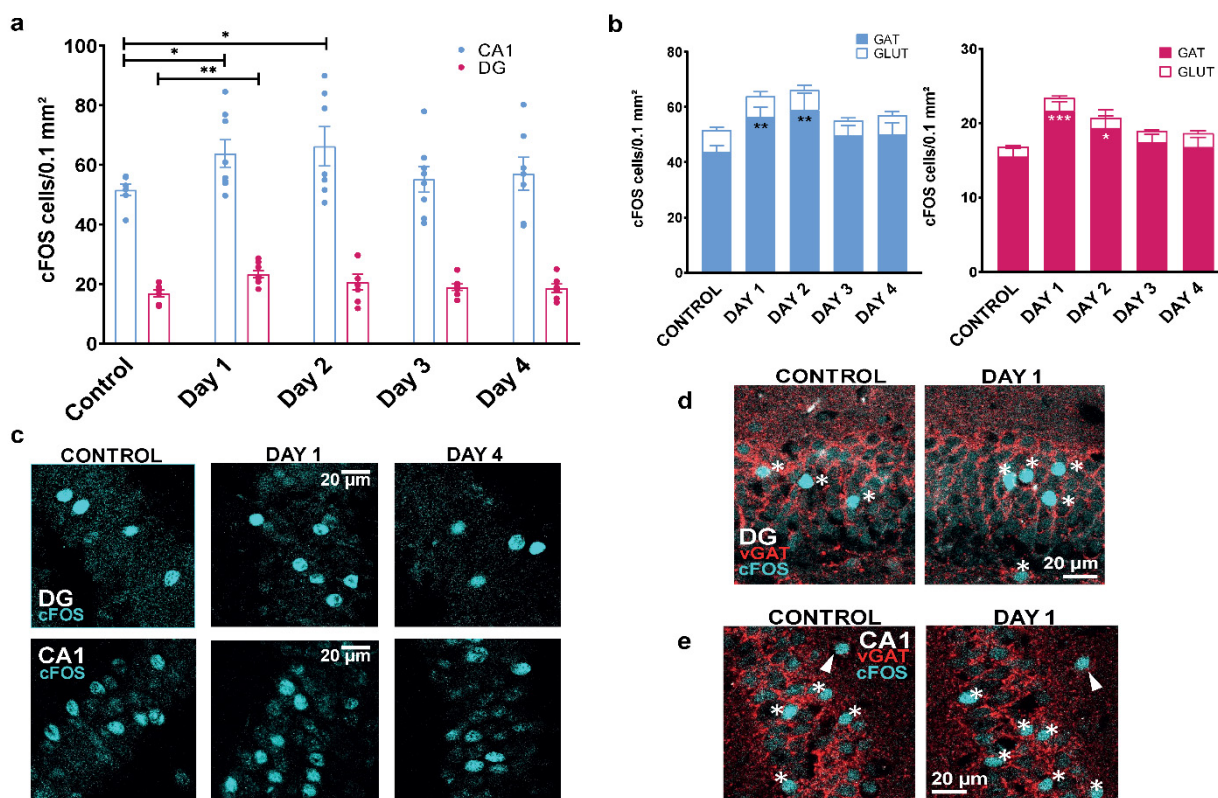 a
*
*
**
CA1
DG
cFOS cells/0.1 mm²
100
80
60
40
20
0
Control
Day 1
Day 2
Day 3
Day 4
b
GAT
GLUT
cFOS cells/0.1 mm²
80
60
40
20
0
**
**
CONTROL
DAY 1
DAY 2
DAY 3
DAY 4
GAT
GLUT
cFOS cells/0.1 mm²
30
20
10
0
***
*
CONTROL
DAY 1
DAY 2
DAY 3
DAY 4
c
CONTROL
DAY 1
DAY 4
20 µm
DG
cFOS
CA1
cFOS
20 µm
d
CONTROL
DAY 1
* * *
* * * *
DG
vGAT
cFOS
*
20 µm
e
CONTROL
DAY 1
CA1
vGAT
cFOS
* * * *
* * * * *
20 µm